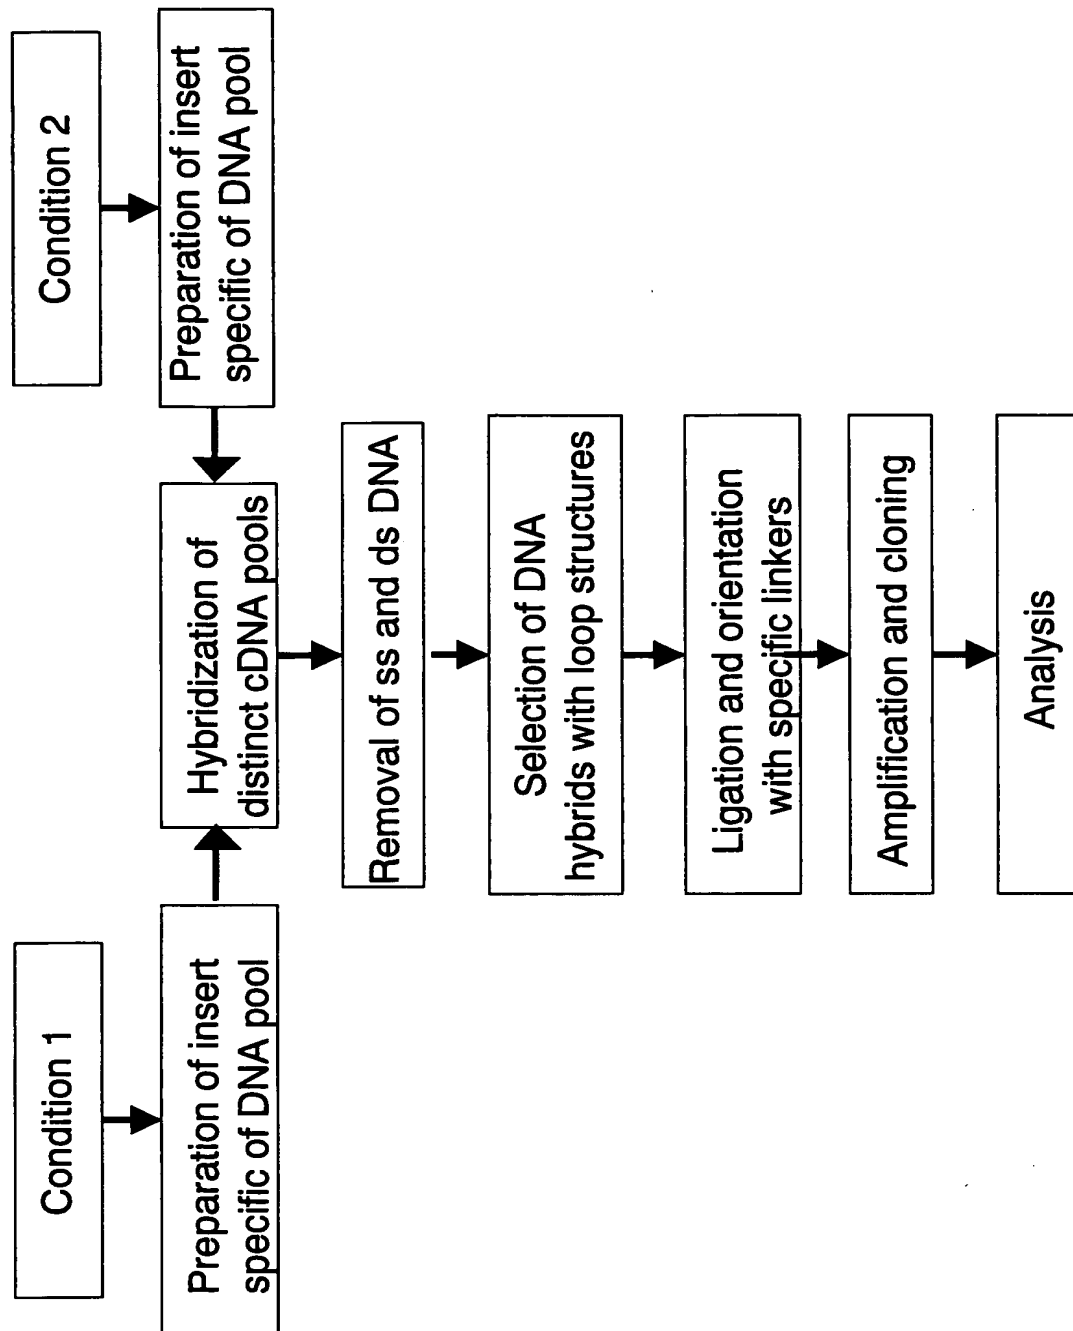 Condition 1
Preparation of insert
specific of DNA pool
Condition 2
Preparation of insert
specific of DNA pool
Hybridization of
distinct cDNA pools
Removal of ss and ds DNA
Selection of DNA
hybrids with loop structures
Ligation and orientation
with specific linkers
Amplification and cloning
Analysis